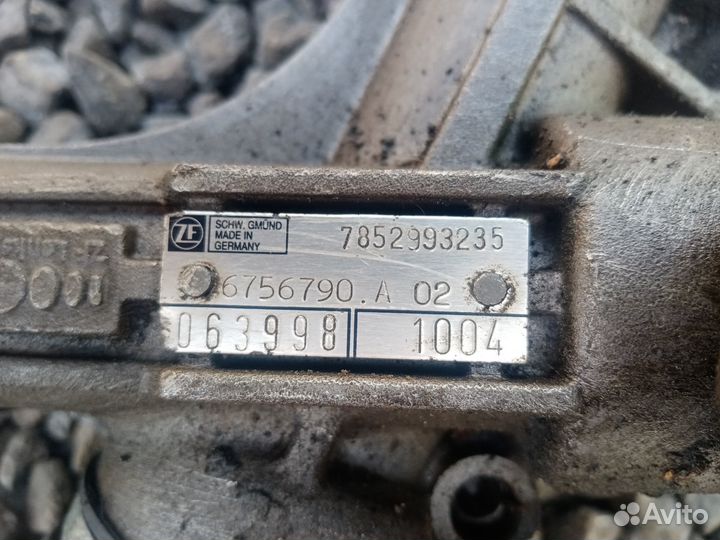 ZF
SCHW. GMÜND
MADE IN
GERMANY
7852993235
6756790.A 02
063998
1004
Avito